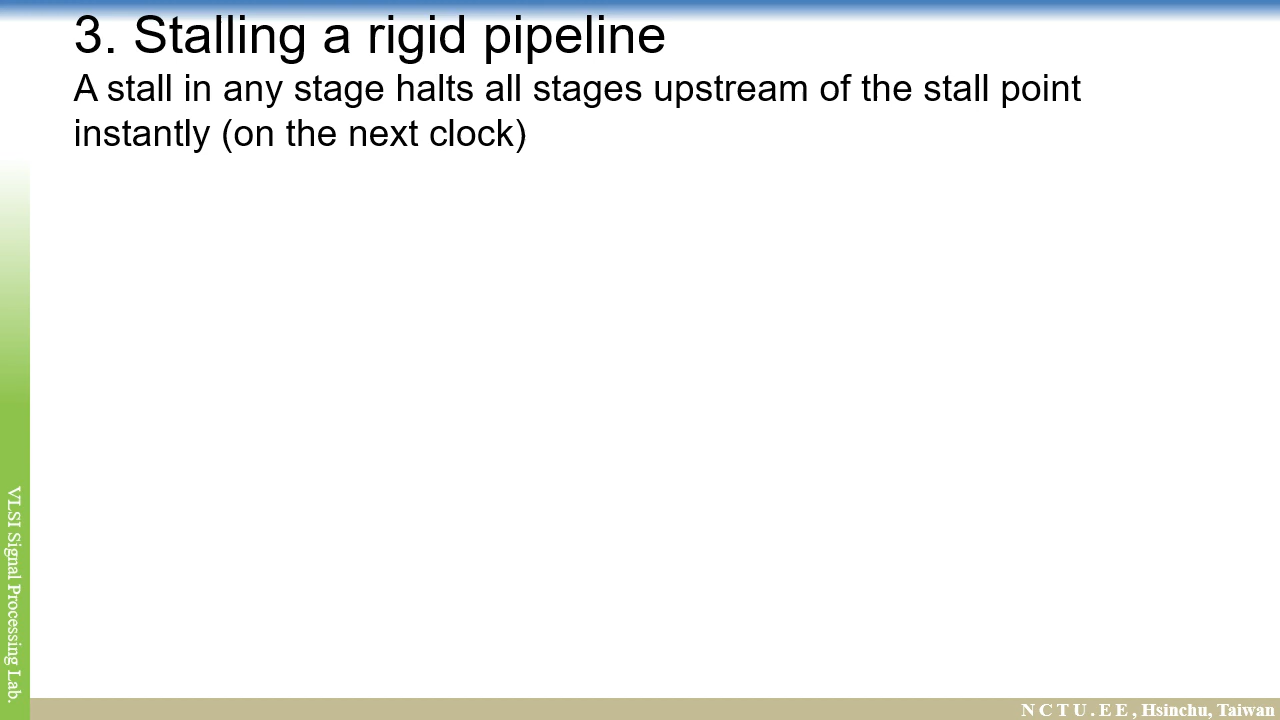 3. Stalling a rigid pipeline
A stall in any stage halts all stages upstream of the stall point
instantly (on the next clock)
VLSI Signal Processing Lab.
N C T U . E E , Hsinchu, Taiwan